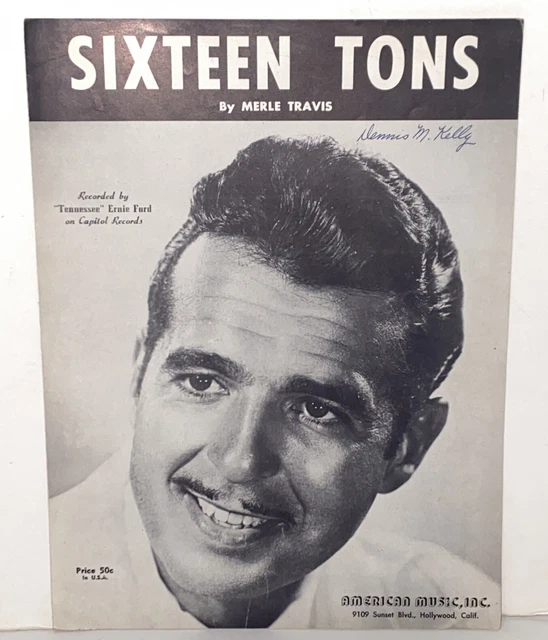 SIXTEEN TONS
By MERLE TRAVIS
Dennis M. Kelly
Recorded by
"Tennessee" Ernie Ford
on Capitol Records
Price 50c
In U.S.A.
AMERICAN MUSIC, INC.
9109 Sunset Blvd., Hollywood, Calif.